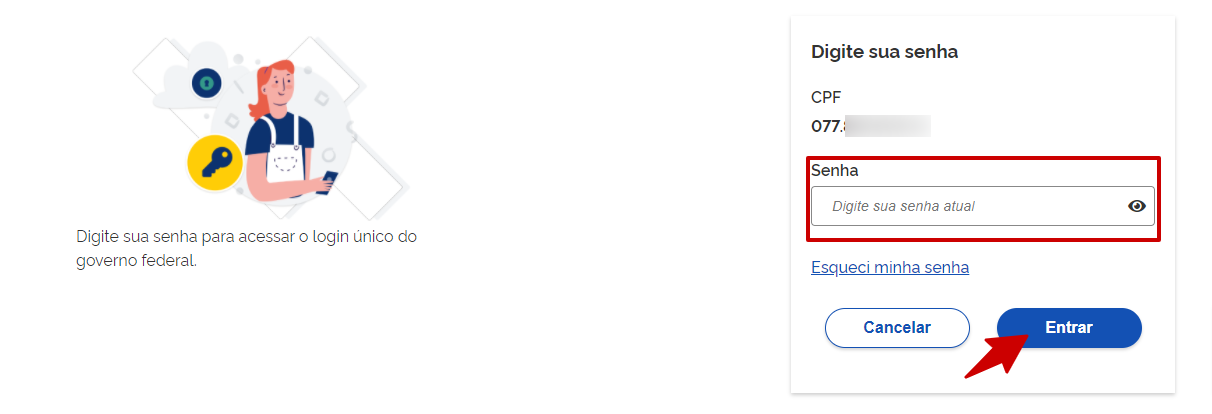 Digite sua senha para acessar o login único do
governo federal.
Digite sua senha
CPF
077.
Senha
Digite sua senha atual
Esqueci minha senha
Cancelar
Entrar